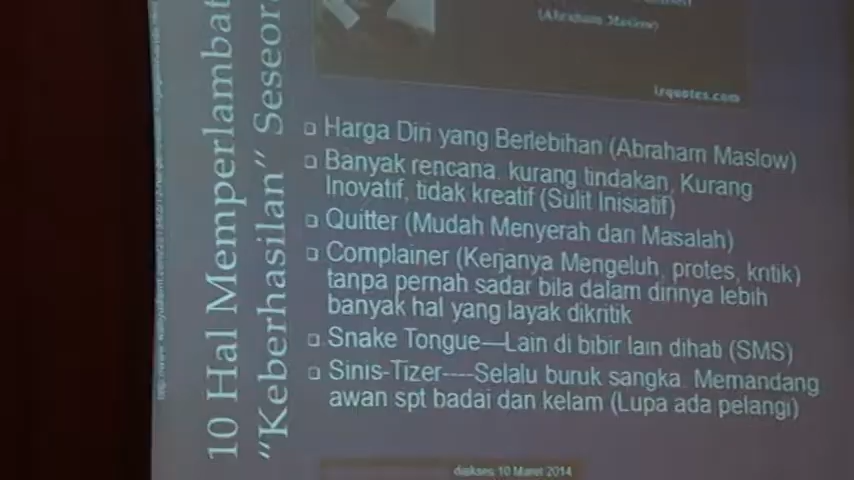 10 Hal Memperlambat
"Keberhasilan"
(Abraham Maslow)
izquotes.com
Harga Diri yang Berlebihan (Abraham Maslow)
Banyak rencana. kurang tindakan, Kurang
Inovatif, tidak kreatif (Sulit Inisiatif)
Quitter (Mudah Menyerah dan Masalah)
Complainer (Kerjanya Mengeluh, protes, kritik)
tanpa pernah sadar bila dalam dirinya lebih
banyak hal yang layak dikritik
Snake Tongue—Lain di bibir lain dihati (SMS)
Sinis-Tizer----Selalu buruk sangka. Memandang
awan spt badai dan kelam (Lupa ada pelangi)
diakses 10 Maret 2014